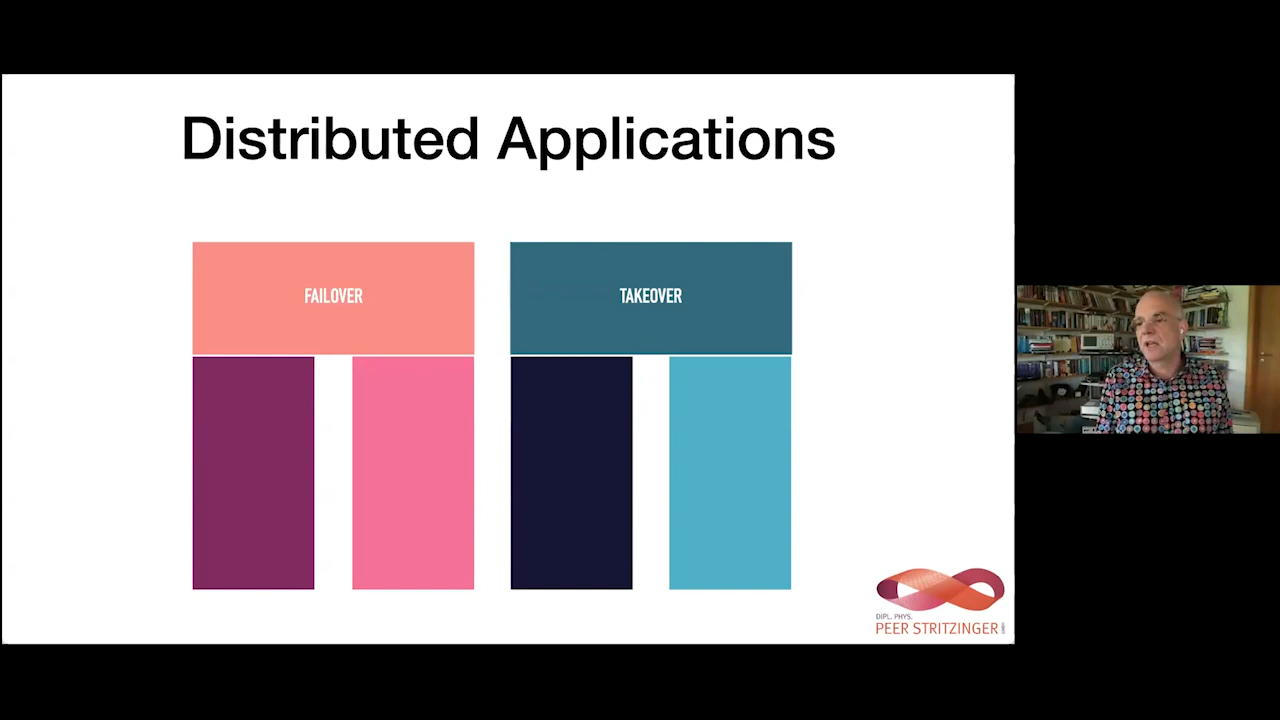 Distributed Applications
FAILOVER
TAKEOVER
DIPL. PHYS.
PEER STRITZINGER